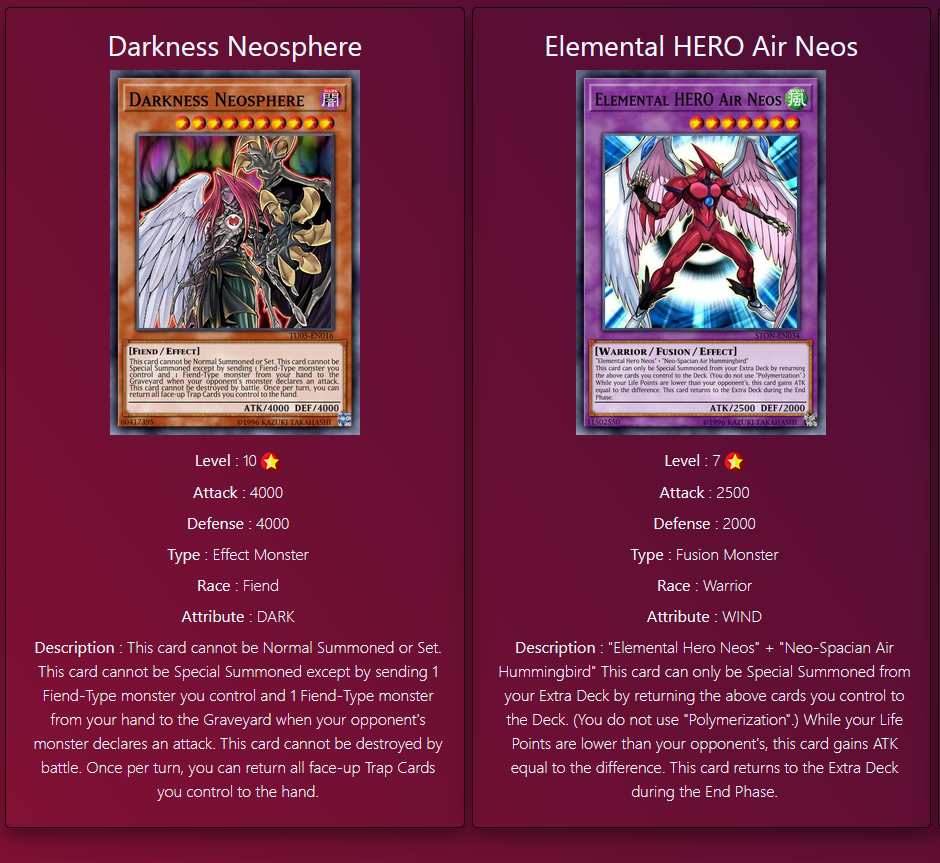 Darkness Neosphere
DARKNESS NEOSPHERE
DARK
闇
TU05-EN016
[FIEND / EFFECT]
This card cannot be Normal Summoned or Set. This card cannot be
Special Summoned except by sending 1 Fiend-Type monster you
control and 1 Fiend-Type monster from your hand to the
Graveyard when your opponent's monster declares an attack.
This card cannot be destroyed by battle. Once per turn, you can
return all face-up Trap Cards you control to the hand.
ATK/4000 DEF/4000
60417395
©1996 KAZUKI TAKAHASHI
Level : 10
Attack : 4000
Defense : 4000
Type : Effect Monster
Race : Fiend
Attribute : DARK
Description : This card cannot be Normal Summoned or Set.
This card cannot be Special Summoned except by sending 1
Fiend-Type monster you control and 1 Fiend-Type monster
from your hand to the Graveyard when your opponent's
monster declares an attack. This card cannot be destroyed by
battle. Once per turn, you can return all face-up Trap Cards
you control to the hand.
Elemental HERO Air Neos
ELEMENTAL HERO AIR NEOS
風
STON-EN034
[WARRIOR / FUSION / EFFECT]
"Elemental Hero Neos" + "Neo-Spacian Air Hummingbird"
This card can only be Special Summoned from your Extra Deck by returning
the above cards you control to the Deck. (You do not use "Polymerization".)
While your Life Points are lower than your opponent's, this card gains ATK
equal to the difference. This card returns to the Extra Deck during the End
Phase.
ATK/2500 DEF/2000
11502550
©1996 KAZUKI TAKAHASHI
Level : 7
Attack : 2500
Defense : 2000
Type : Fusion Monster
Race : Warrior
Attribute : WIND
Description : "Elemental Hero Neos" + "Neo-Spacian Air
Hummingbird" This card can only be Special Summoned from
your Extra Deck by returning the above cards you control to
the Deck. (You do not use "Polymerization".) While your Life
Points are lower than your opponent's, this card gains ATK
equal to the difference. This card returns to the Extra Deck
during the End Phase.